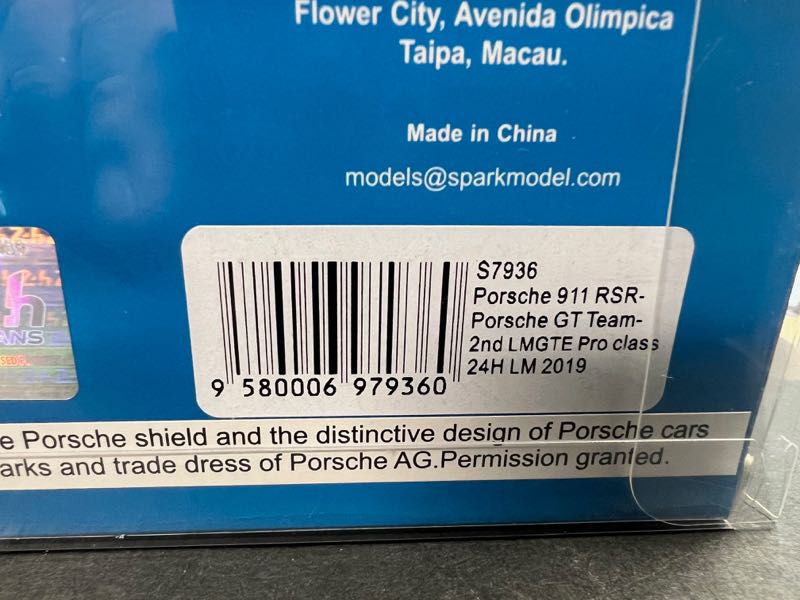 Flower City, Avenida Olimpica
Taipa, Macau.
Made in China
models@sparkmodel.com
S7936
Porsche 911 RSR-
Porsche GT Team-
2nd LMGTE Pro class
24H LM 2019
9 580006 979360
h
ANS
e Porsche shield and the distinctive design of Porsche cars
arks and trade dress of Porsche AG.Permission granted.